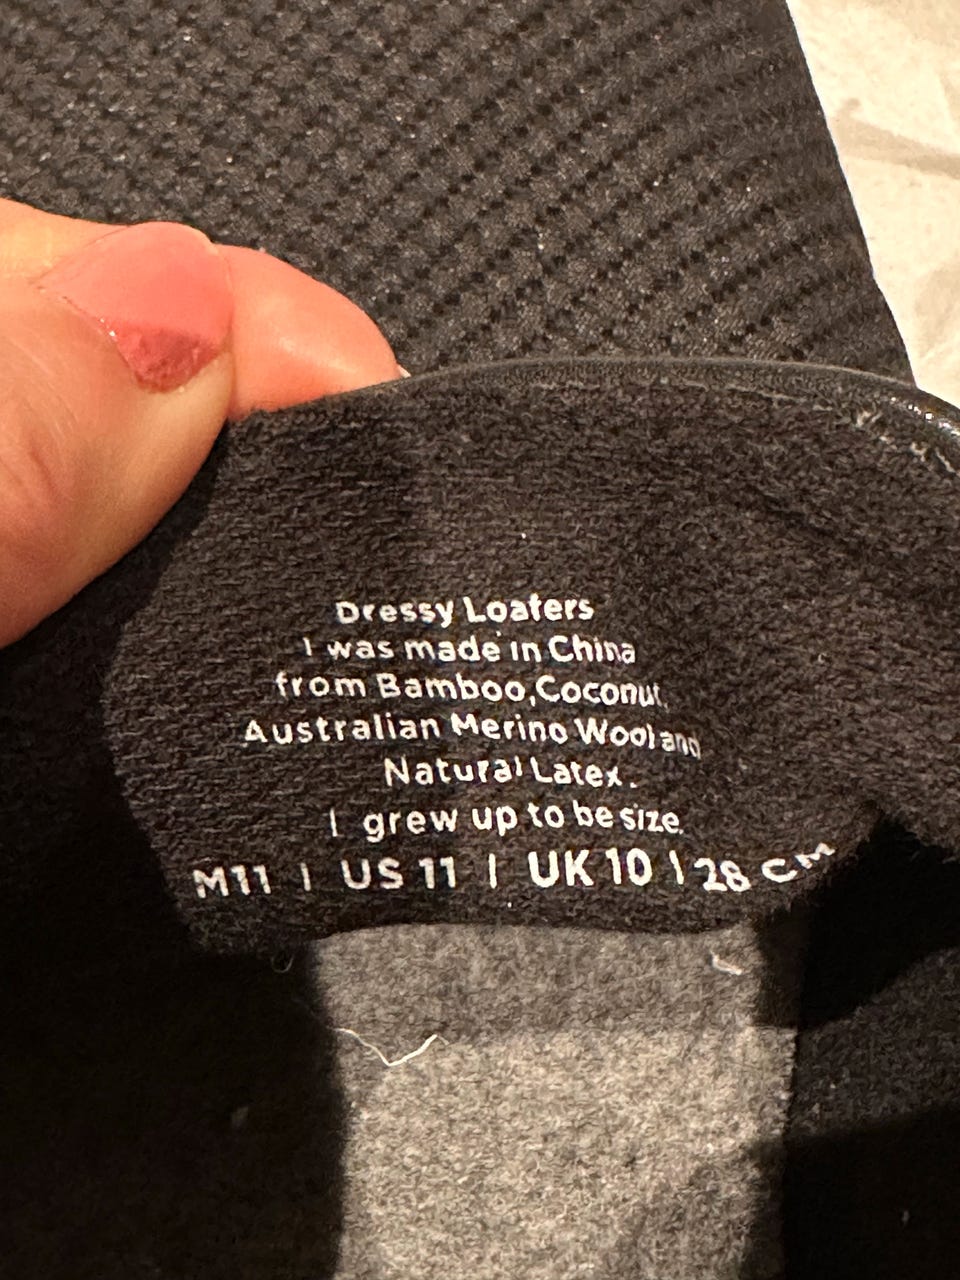 Dressy Loafers
I was made in China
from Bamboo,Coconut,
Australian Merino Wool and
Natural Latex.
I grew up to be size.
M11 | US 11 | UK 10 | 28 CM